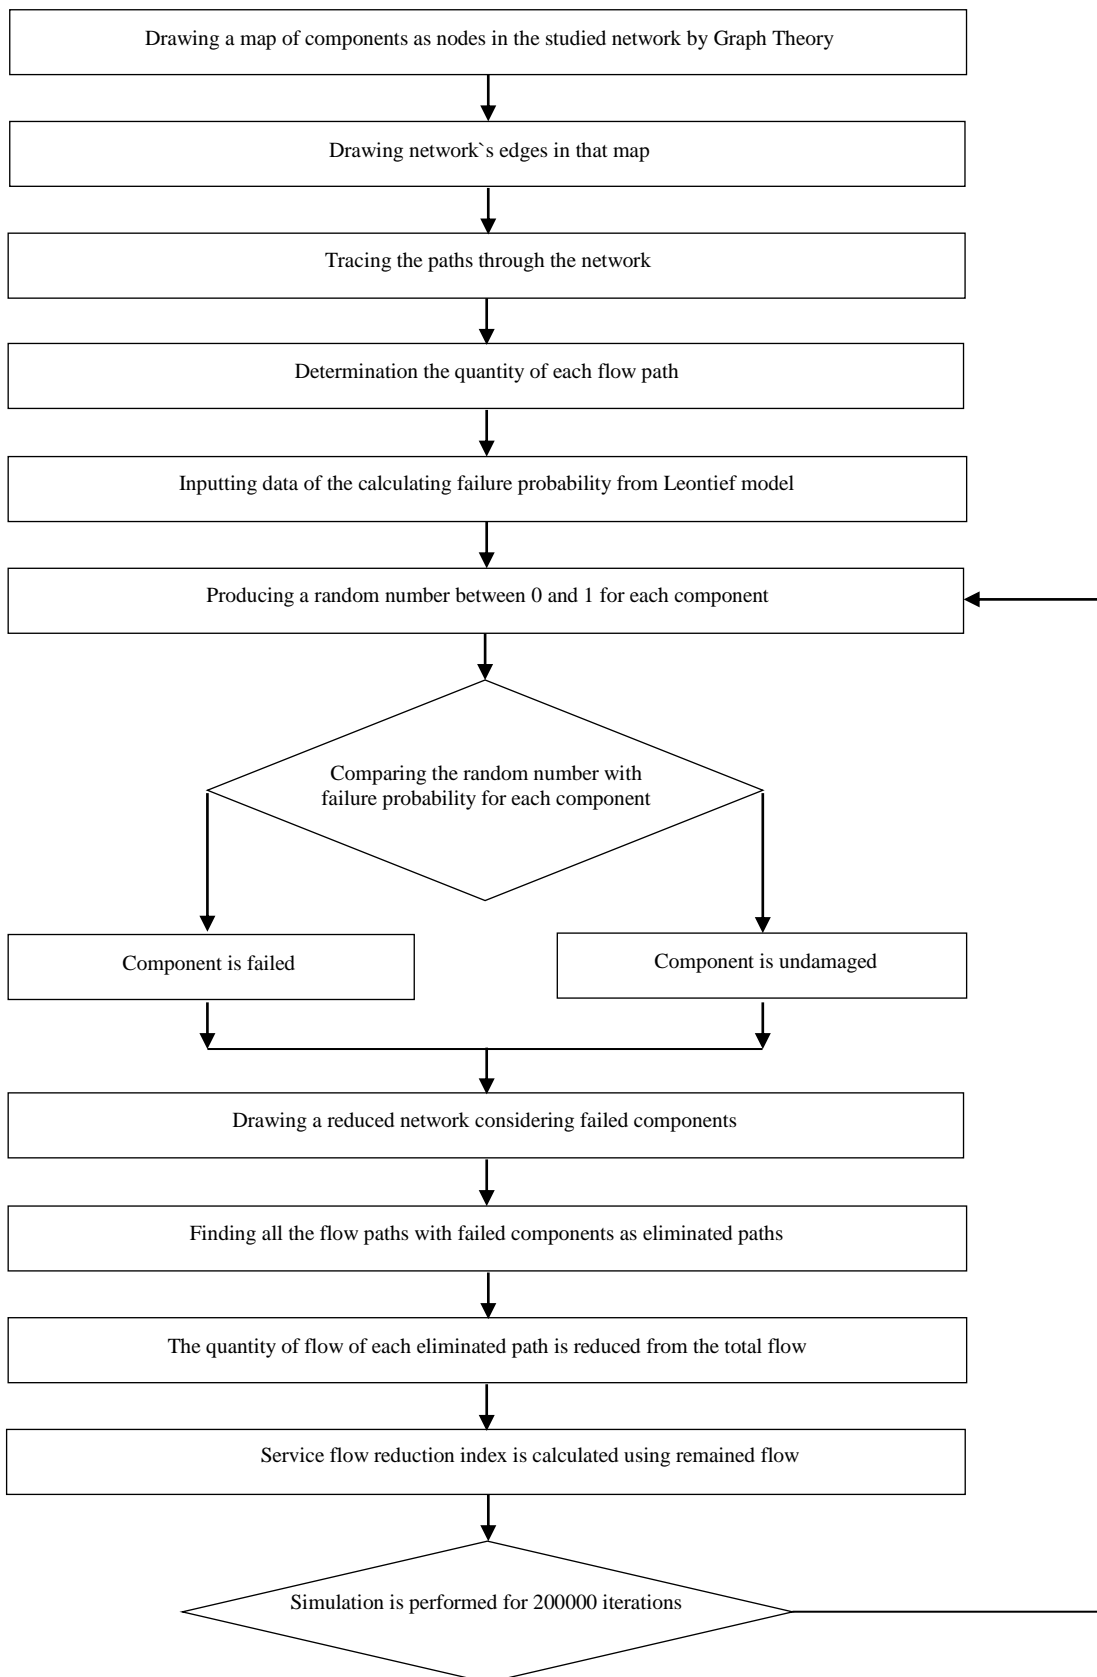 Drawing a map of components as nodes in the studied network by Graph Theory
Drawing network`s edges in that map
Tracing the paths through the network
Determination the quantity of each flow path
Inputting data of the calculating failure probability from Leontief model
Producing a random number between 0 and 1 for each component
Comparing the random number with
failure probability for each component
Component is failed
Component is undamaged
Drawing a reduced network considering failed components
Finding all the flow paths with failed components as eliminated paths
The quantity of flow of each eliminated path is reduced from the total flow
Service flow reduction index is calculated using remained flow
Simulation is performed for 200000 iterations